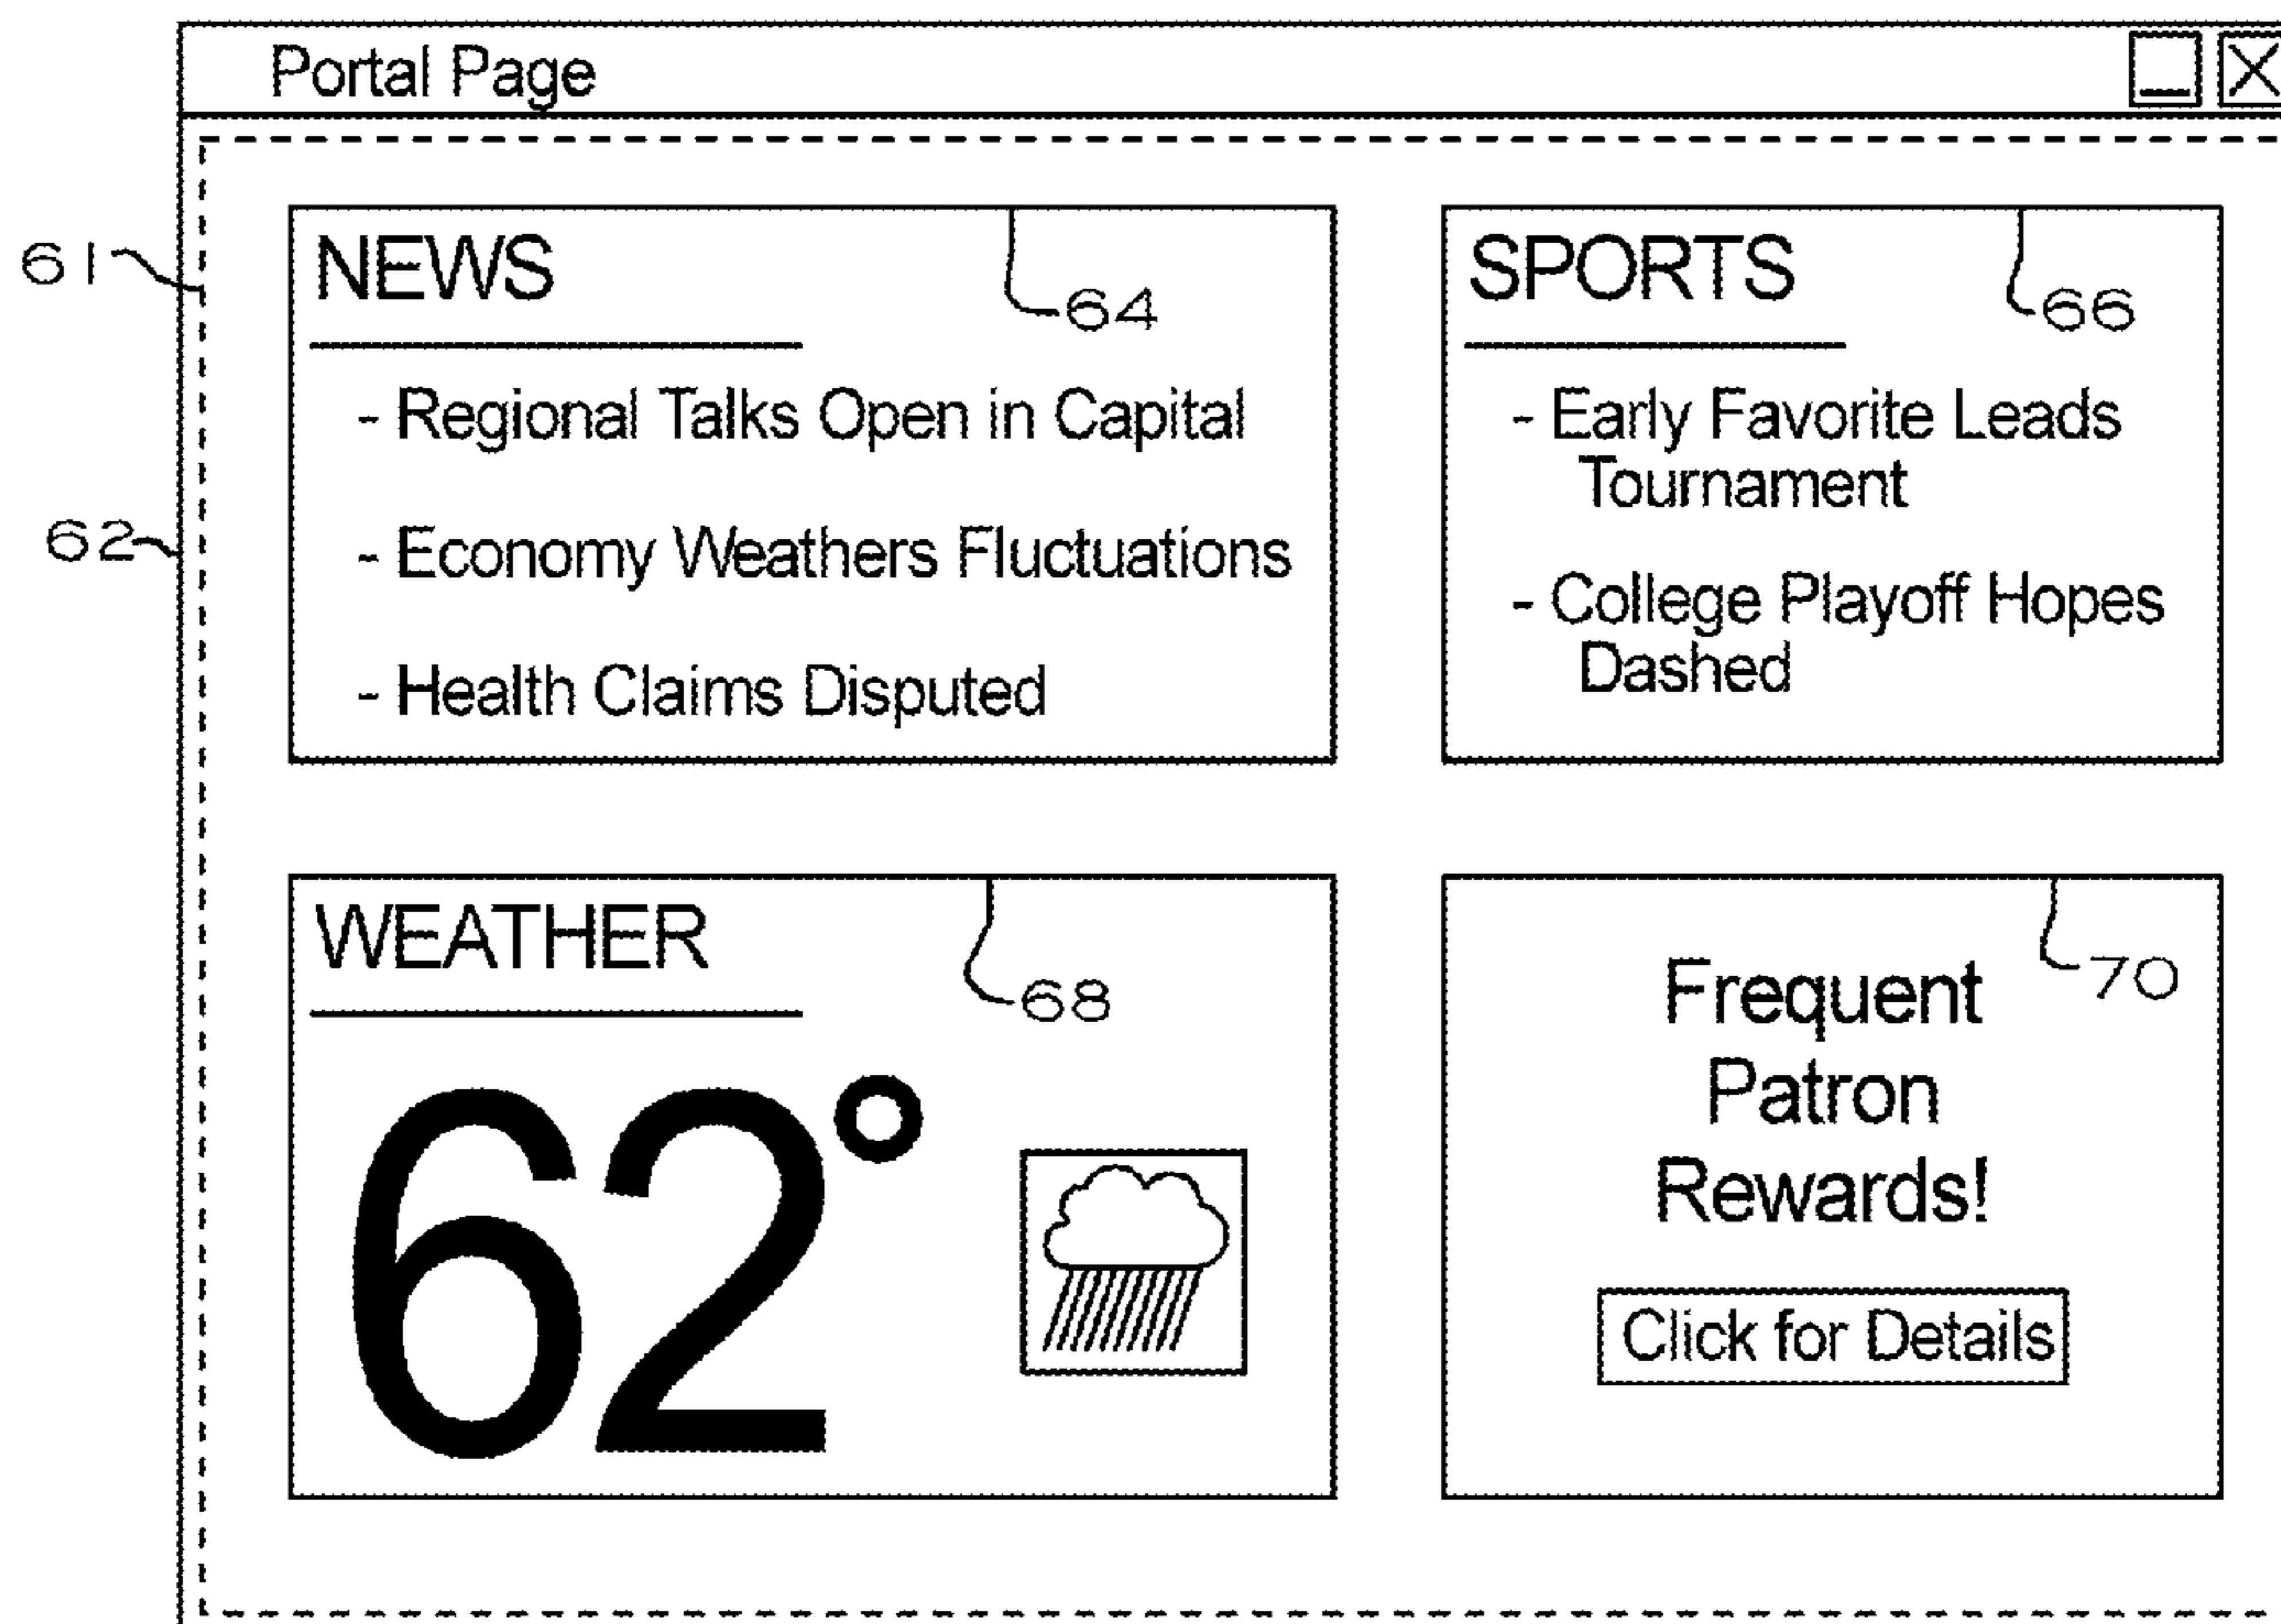 Portal Page
61
62
NEWS
64
- Regional Talks Open in Capital
- Economy Weathers Fluctuations
- Health Claims Disputed
SPORTS
66
- Early Favorite Leads
Tournament
- College Playoff Hopes
Dashed
WEATHER
68
62°
70
Frequent
Patron
Rewards!
Click for Details